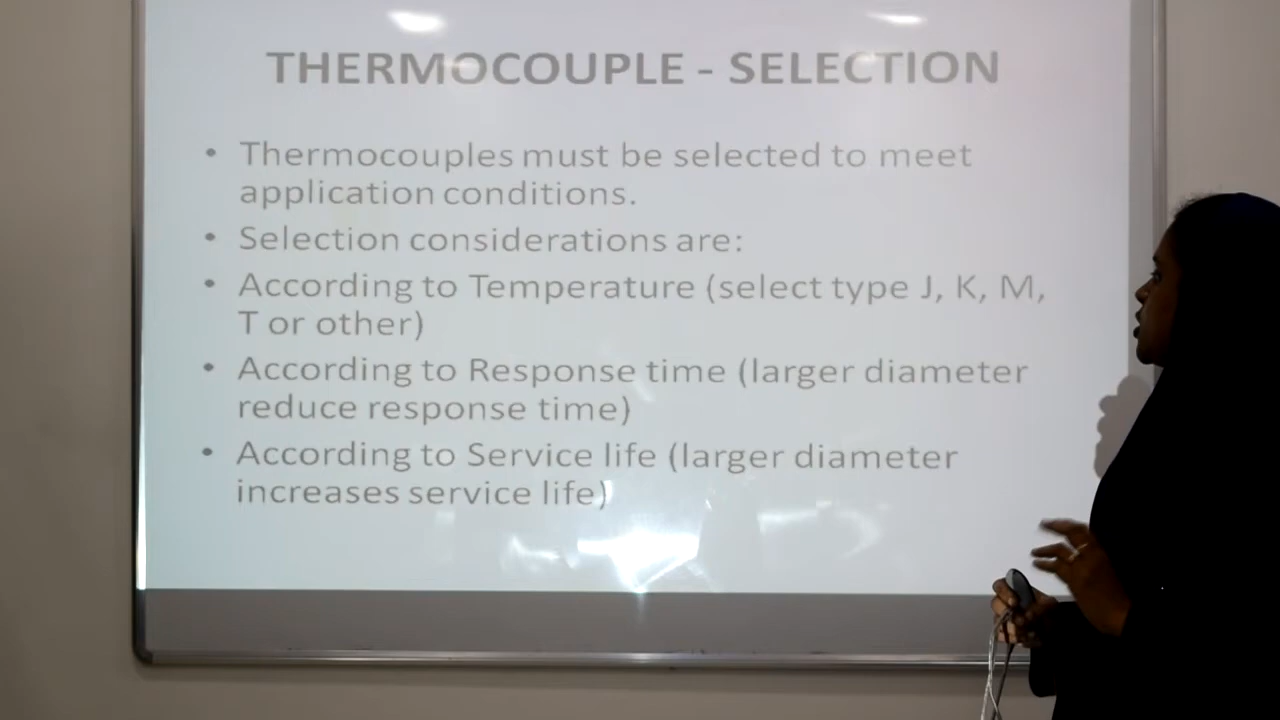 THERMOCOUPLE - SELECTION
• Thermocouples must be selected to meet
application conditions.
• Selection considerations are:
• According to Temperature (select type J, K, M,
T or other)
• According to Response time (larger diameter
reduce response time)
• According to Service life (larger diameter
increases service life)